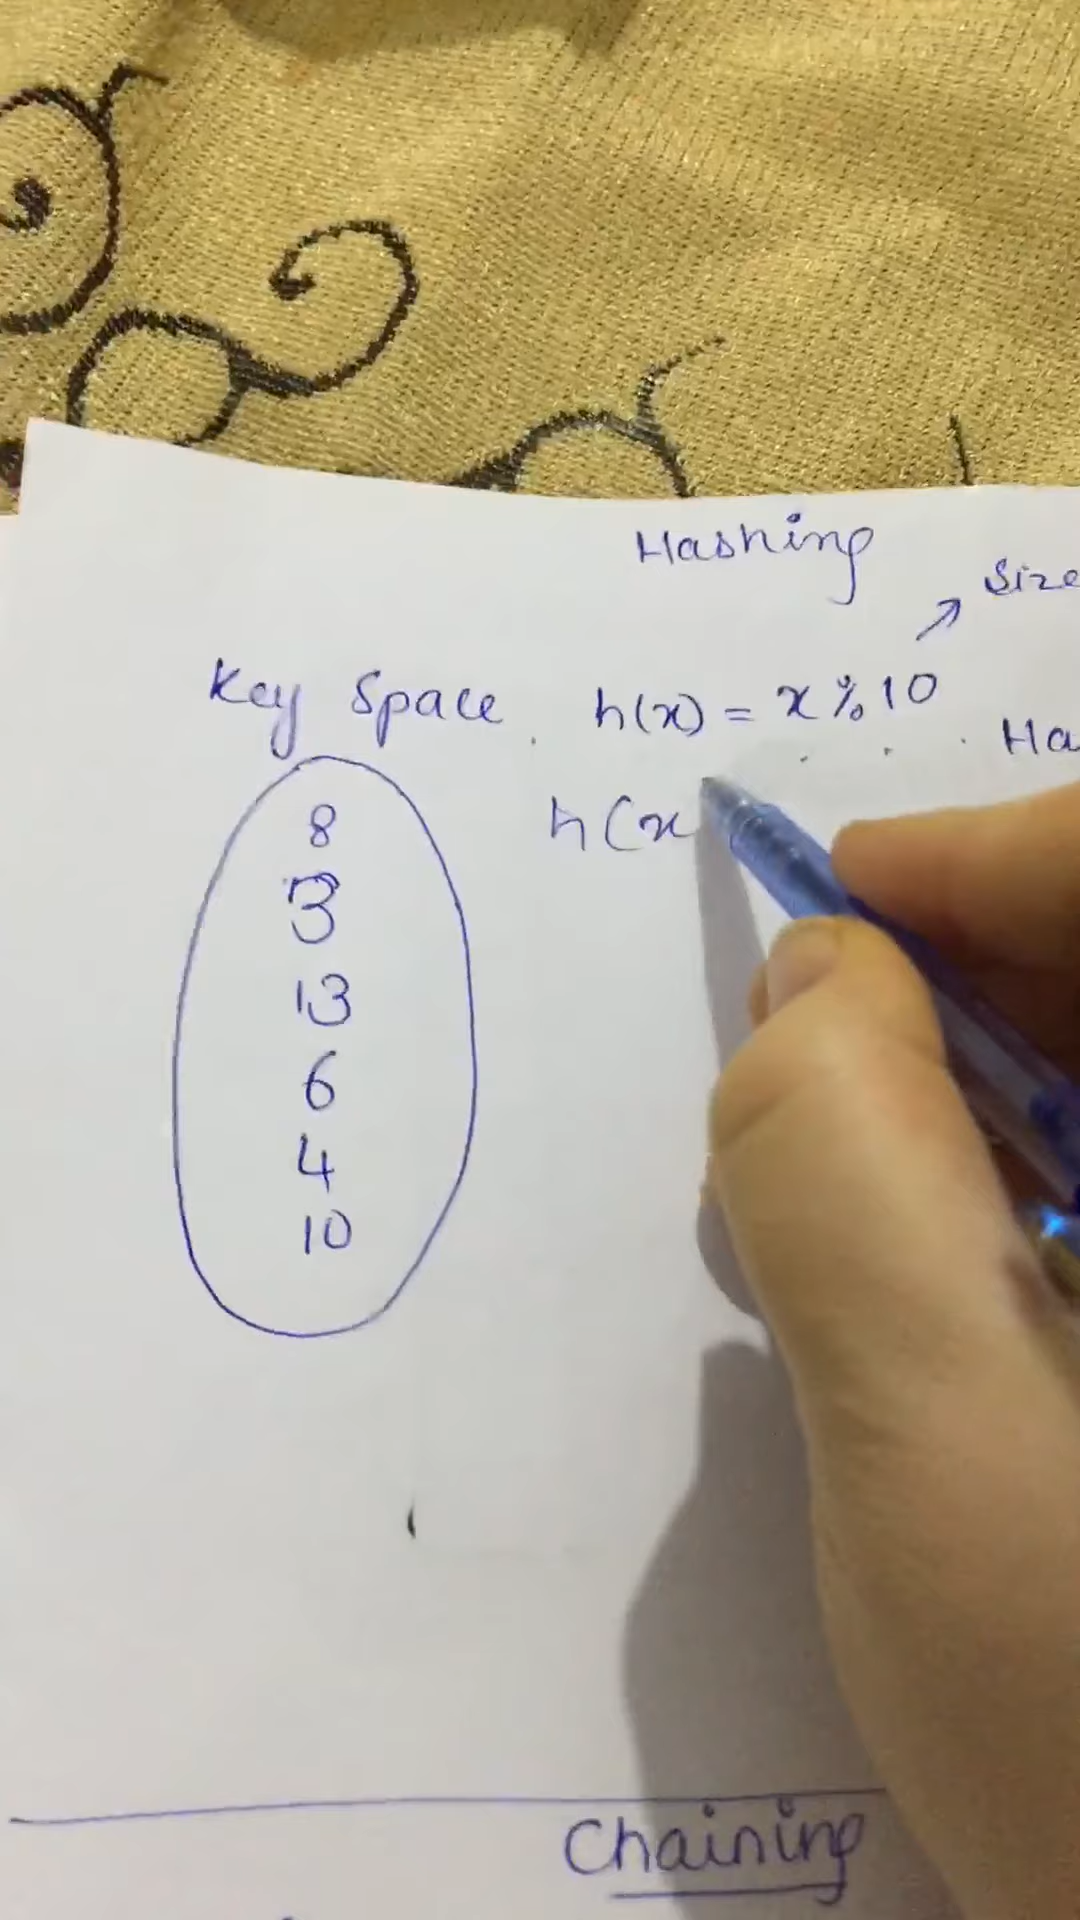 Hashing
Size
Key Space h(x) = x % 10
Ha
h(x
8
3
13
6
4
10
Chaining